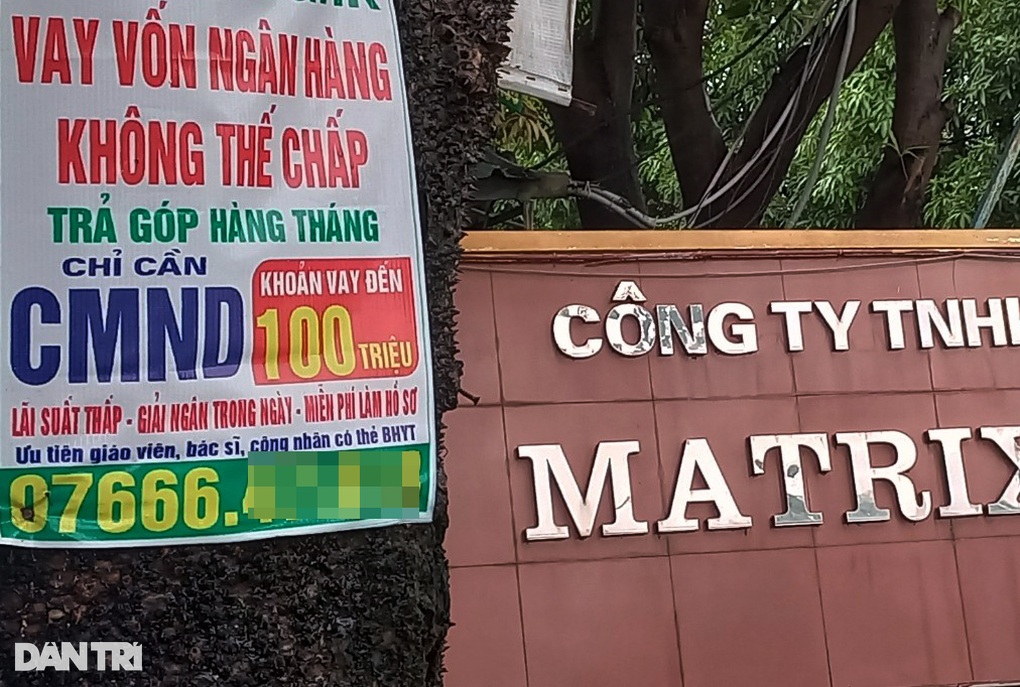 VAY VỐN NGÂN HÀNG
KHÔNG THẾ CHẤP
TRẢ GÓP HÀNG THÁNG
CHỈ CẦN
CMND
KHOẢN VAY ĐẾN
100 TRIỆU
LÃI SUẤT THẤP - GIẢI NGÂN TRONG NGÀY - MIỄN PHÍ LÀM HỒ SƠ
Ưu tiên giáo viên, bác sĩ, công nhân có thẻ BHYT
07666.
CÔNG TY TNHH
MATRIX
DÂN TRÍ